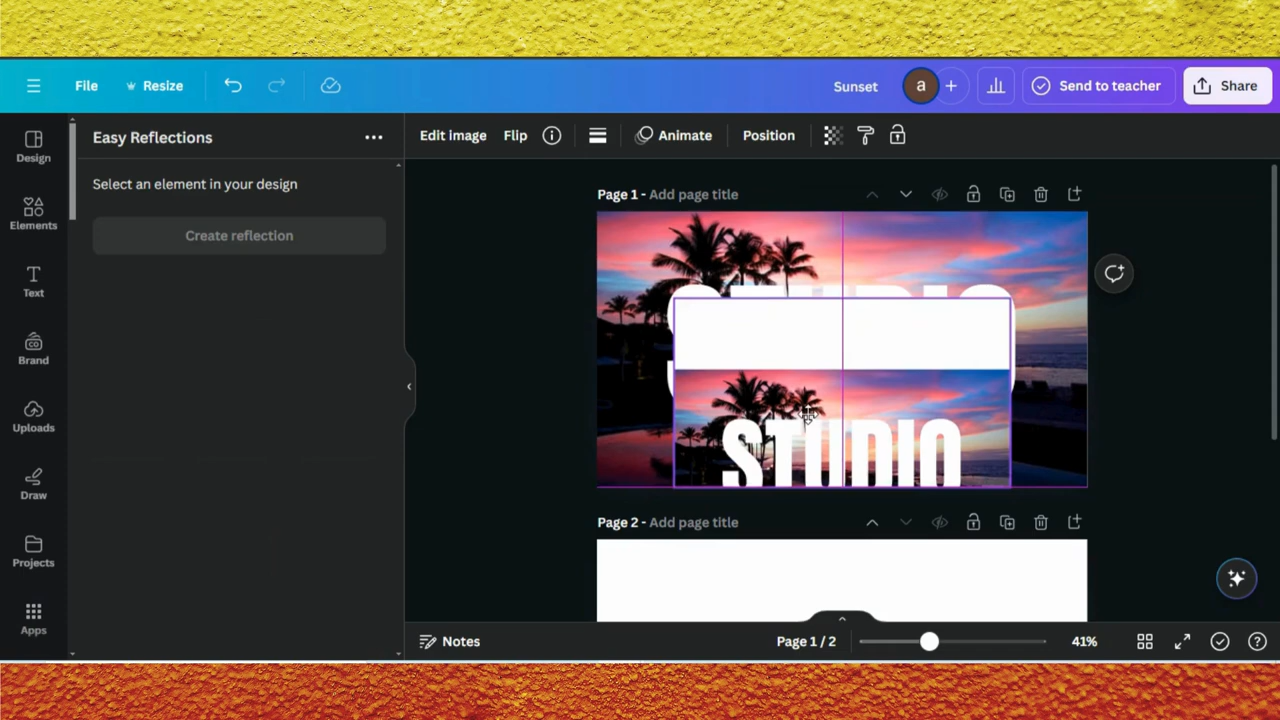 File
Resize
Sunset
a
Send to teacher
Share
Design
Elements
Text
Brand
CO
Uploads
Draw
Projects
Apps
Easy Reflections
Select an element in your design
Create reflection
Edit image
Flip
Animate
Position
Page 1 - Add page title
STUDIO
STUDIO
Page 2 - Add page title
Notes
Page 1 / 2
41%